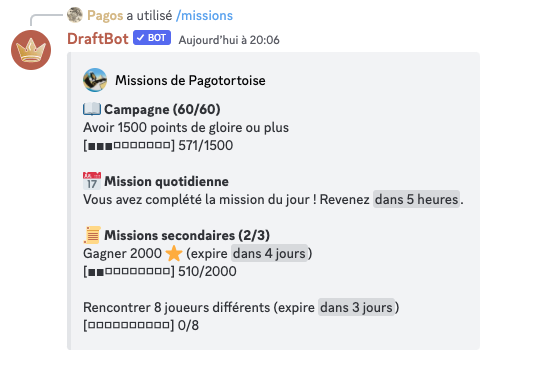 Pagos a utilisé /missions
DraftBot ✓ BOT Aujourd'hui à 20:06
Missions de Pagotortoise
Campagne (60/60)
Avoir 1500 points de gloire ou plus
[■■■□□□□□□□] 571/1500
Mission quotidienne
Vous avez complété la mission du jour ! Revenez dans 5 heures.
Missions secondaires (2/3)
Gagner 2000 ⭐ (expire dans 4 jours)
[■■□□□□□□□□] 510/2000
Rencontrer 8 joueurs différents (expire dans 3 jours)
[□□□□□□□□□□] 0/8